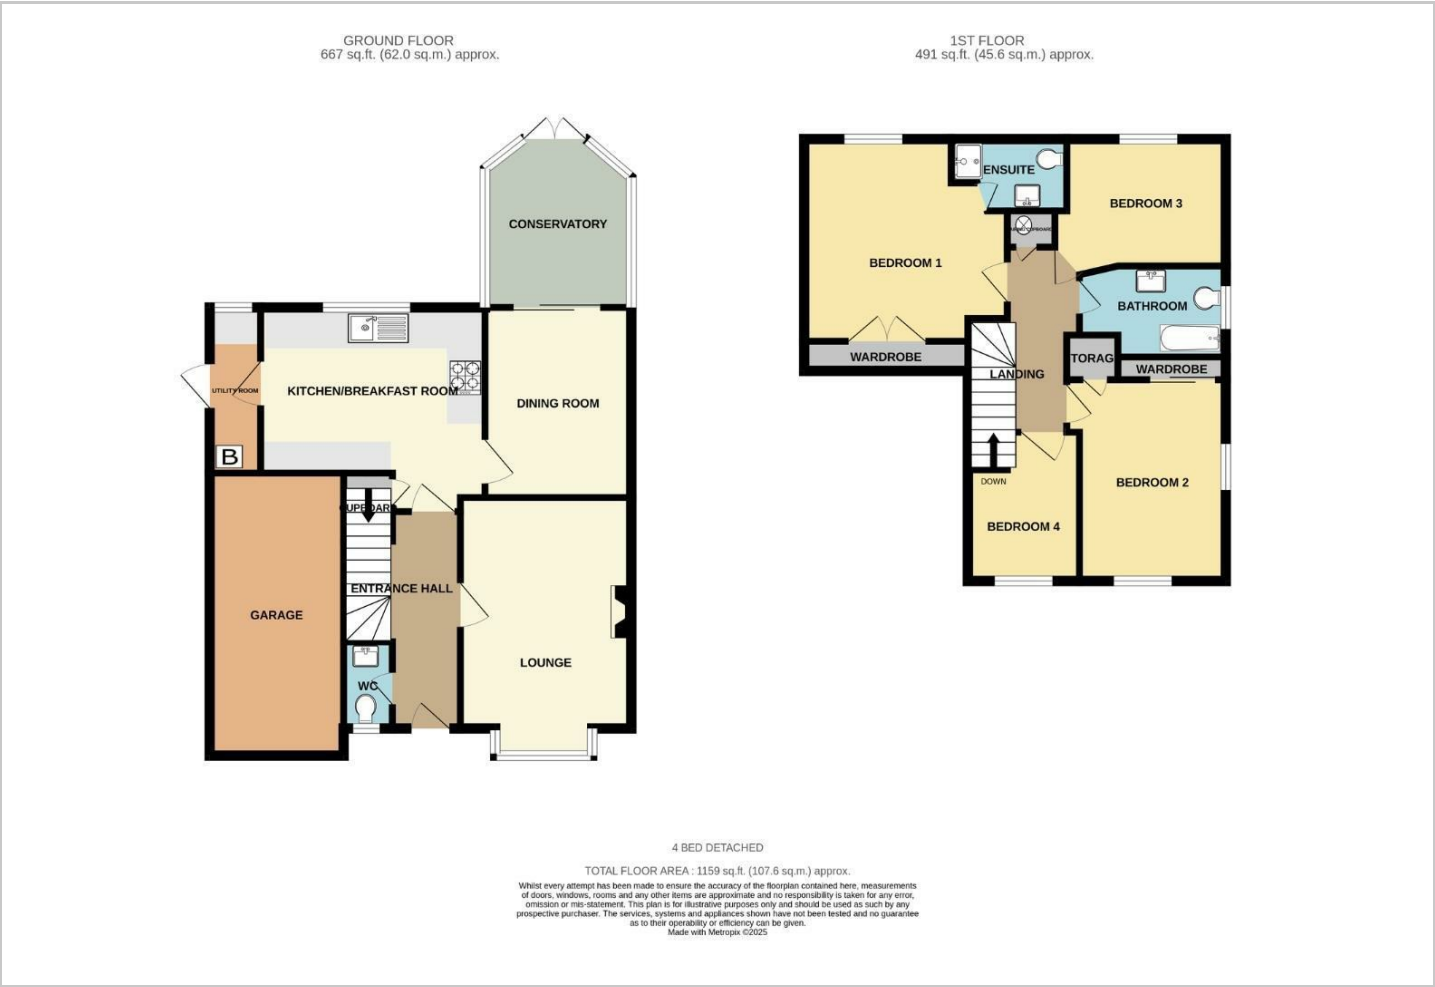 GROUND FLOOR
667 sq.ft. (62.0 sq.m.) approx.
1ST FLOOR
491 sq.ft. (45.6 sq.m.) approx.
CONSERVATORY
UTILITY ROOM
KITCHEN/BREAKFAST ROOM
DINING ROOM
B
CUPBOARD
ENTRANCE HALL
GARAGE
LOUNGE
WC
ENSUITE
BEDROOM 3
CUPBOARD
BEDROOM 1
BATHROOM
WARDROBE
TORAG
WARDROBE
LANDING
DOWN
BEDROOM 2
BEDROOM 4
4 BED DETACHED
TOTAL FLOOR AREA : 1159 sq.ft. (107.6 sq.m.) approx.
Whilst every attempt has been made to ensure the accuracy of the floorplan contained here, measurements
of doors, windows, rooms and any other items are approximate and no responsibility is taken for any error,
omission or mis-statement. This plan is for illustrative purposes only and should be used as such by any
prospective purchaser. The services, systems and appliances shown have not been tested and no guarantee
as to their operability or efficiency can be given.
Made with Metropix ©2025